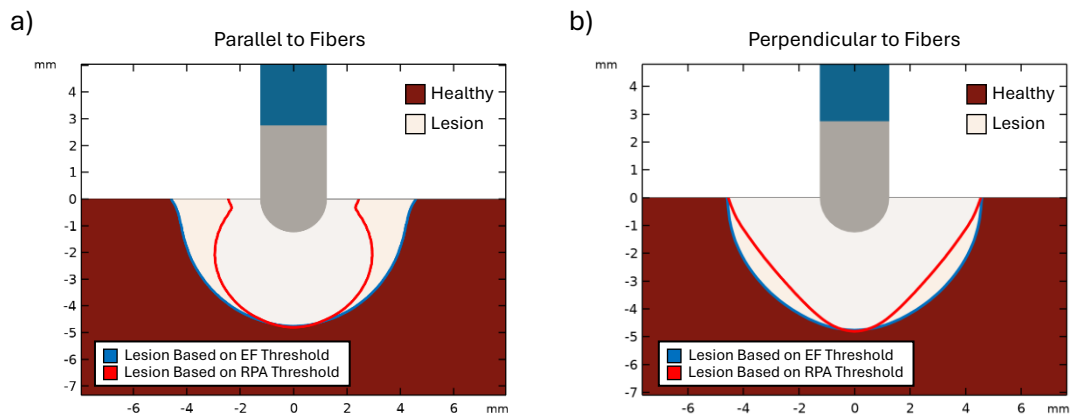 a)
Parallel to Fibers
mm
4
3
2
1
0
-1
-2
-3
-4
-5
-6
-7
Healthy
Lesion
Lesion Based on EF Threshold
Lesion Based on RPA Threshold
-6 -4 -2 0 2 4 6 mm
b)
Perpendicular to Fibers
mm
4
3
2
1
0
-1
-2
-3
-4
-5
-6
-7
Healthy
Lesion
Lesion Based on EF Threshold
Lesion Based on RPA Threshold
-6 -4 -2 0 2 4 6 mm